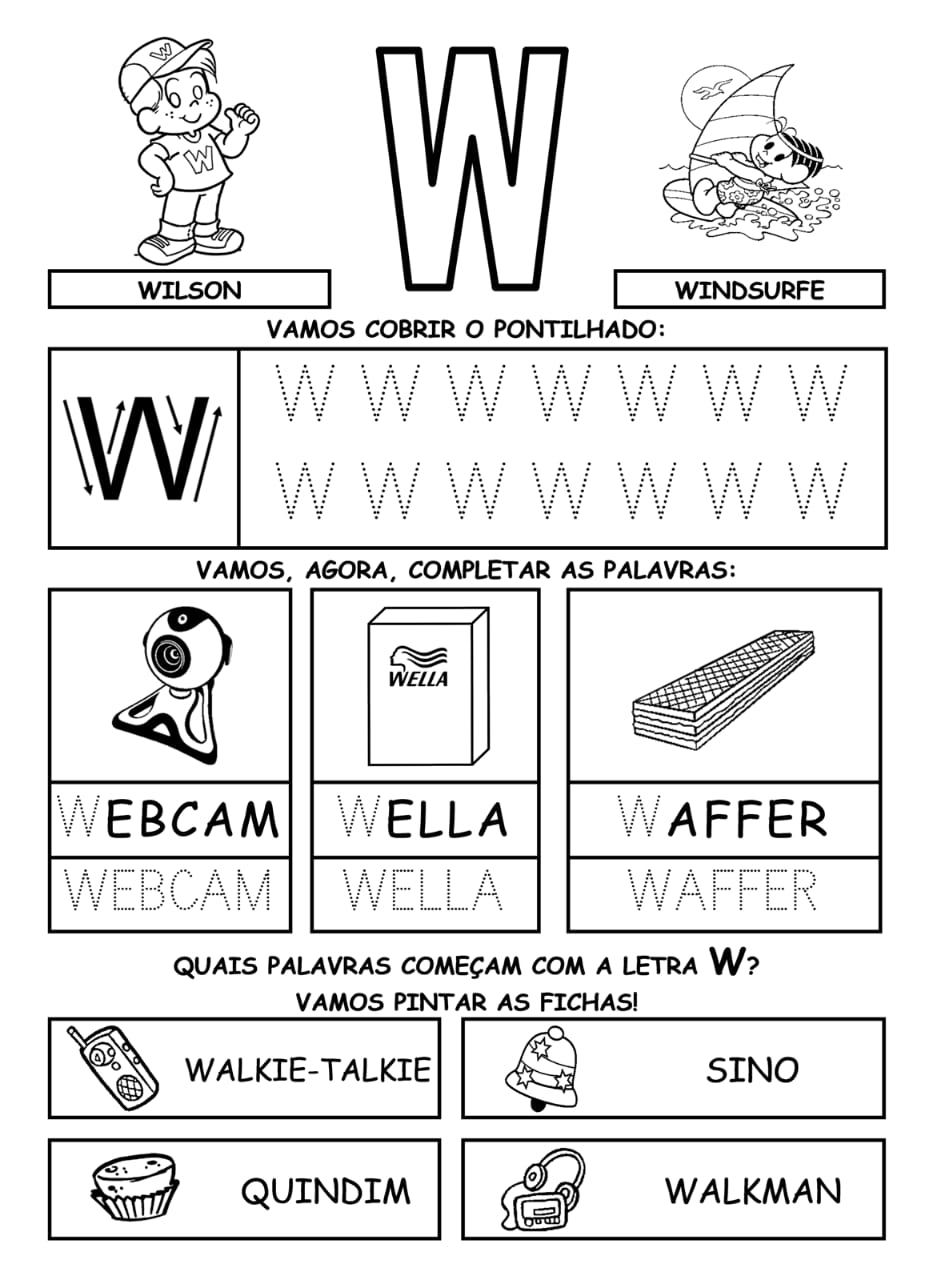 W
W
W
WILSON
WINDSURFE
VAMOS COBRIR O PONTILHADO:
W
W W W W W W W
W W W W W W W
VAMOS, AGORA, COMPLETAR AS PALAVRAS:
WELLA
WEBCAM
WELLA
WAFFER
WEBCAM
WELLA
WAFFER
QUAIS PALAVRAS COMEÇAM COM A LETRA W?
VAMOS PINTAR AS FICHAS!
WALKIE-TALKIE
SINO
QUINDIM
WALKMAN